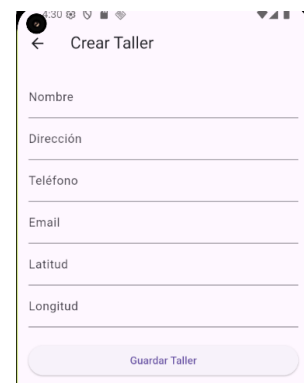 4:30
Crear Taller
Nombre
Dirección
Teléfono
Email
Latitud
Longitud
Guardar Taller